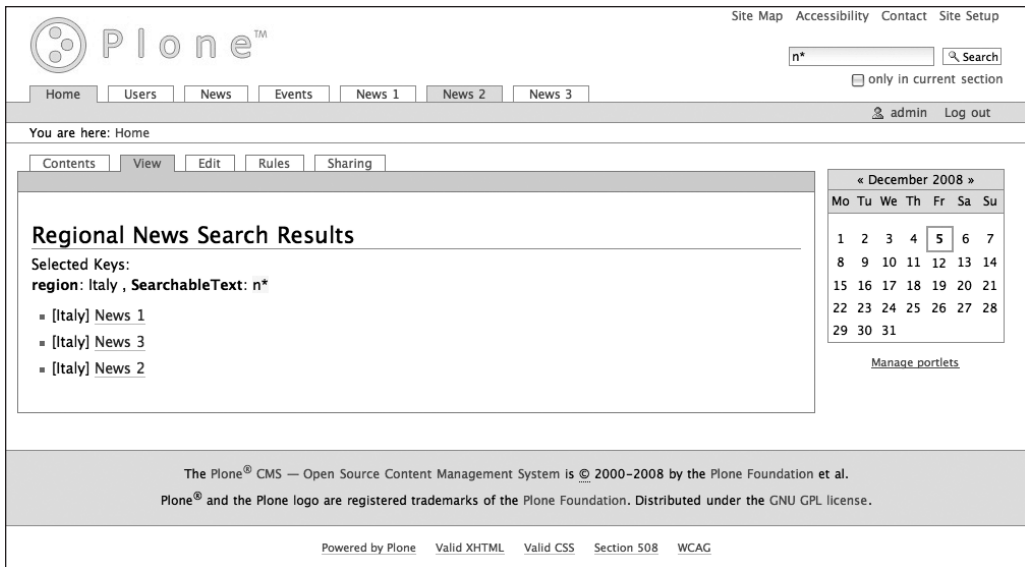 Site Map Accessibility Contact Site Setup
Plone™
n* Search
only in current section
Home Users News Events News 1 News 2 News 3
admin Log out
You are here: Home
Contents View Edit Rules Sharing
Regional News Search Results
Selected Keys:
region: Italy , SearchableText: n*
[Italy] News 1
[Italy] News 3
[Italy] News 2
« December 2008 »
Mo Tu We Th Fr Sa Su
1 2 3 4 5 6 7
8 9 10 11 12 13 14
15 16 17 18 19 20 21
22 23 24 25 26 27 28
29 30 31
Manage portlets
The Plone® CMS — Open Source Content Management System is © 2000-2008 by the Plone Foundation et al.
Plone® and the Plone logo are registered trademarks of the Plone Foundation. Distributed under the GNU GPL license.
Powered by Plone Valid XHTML Valid CSS Section 508 WCAG